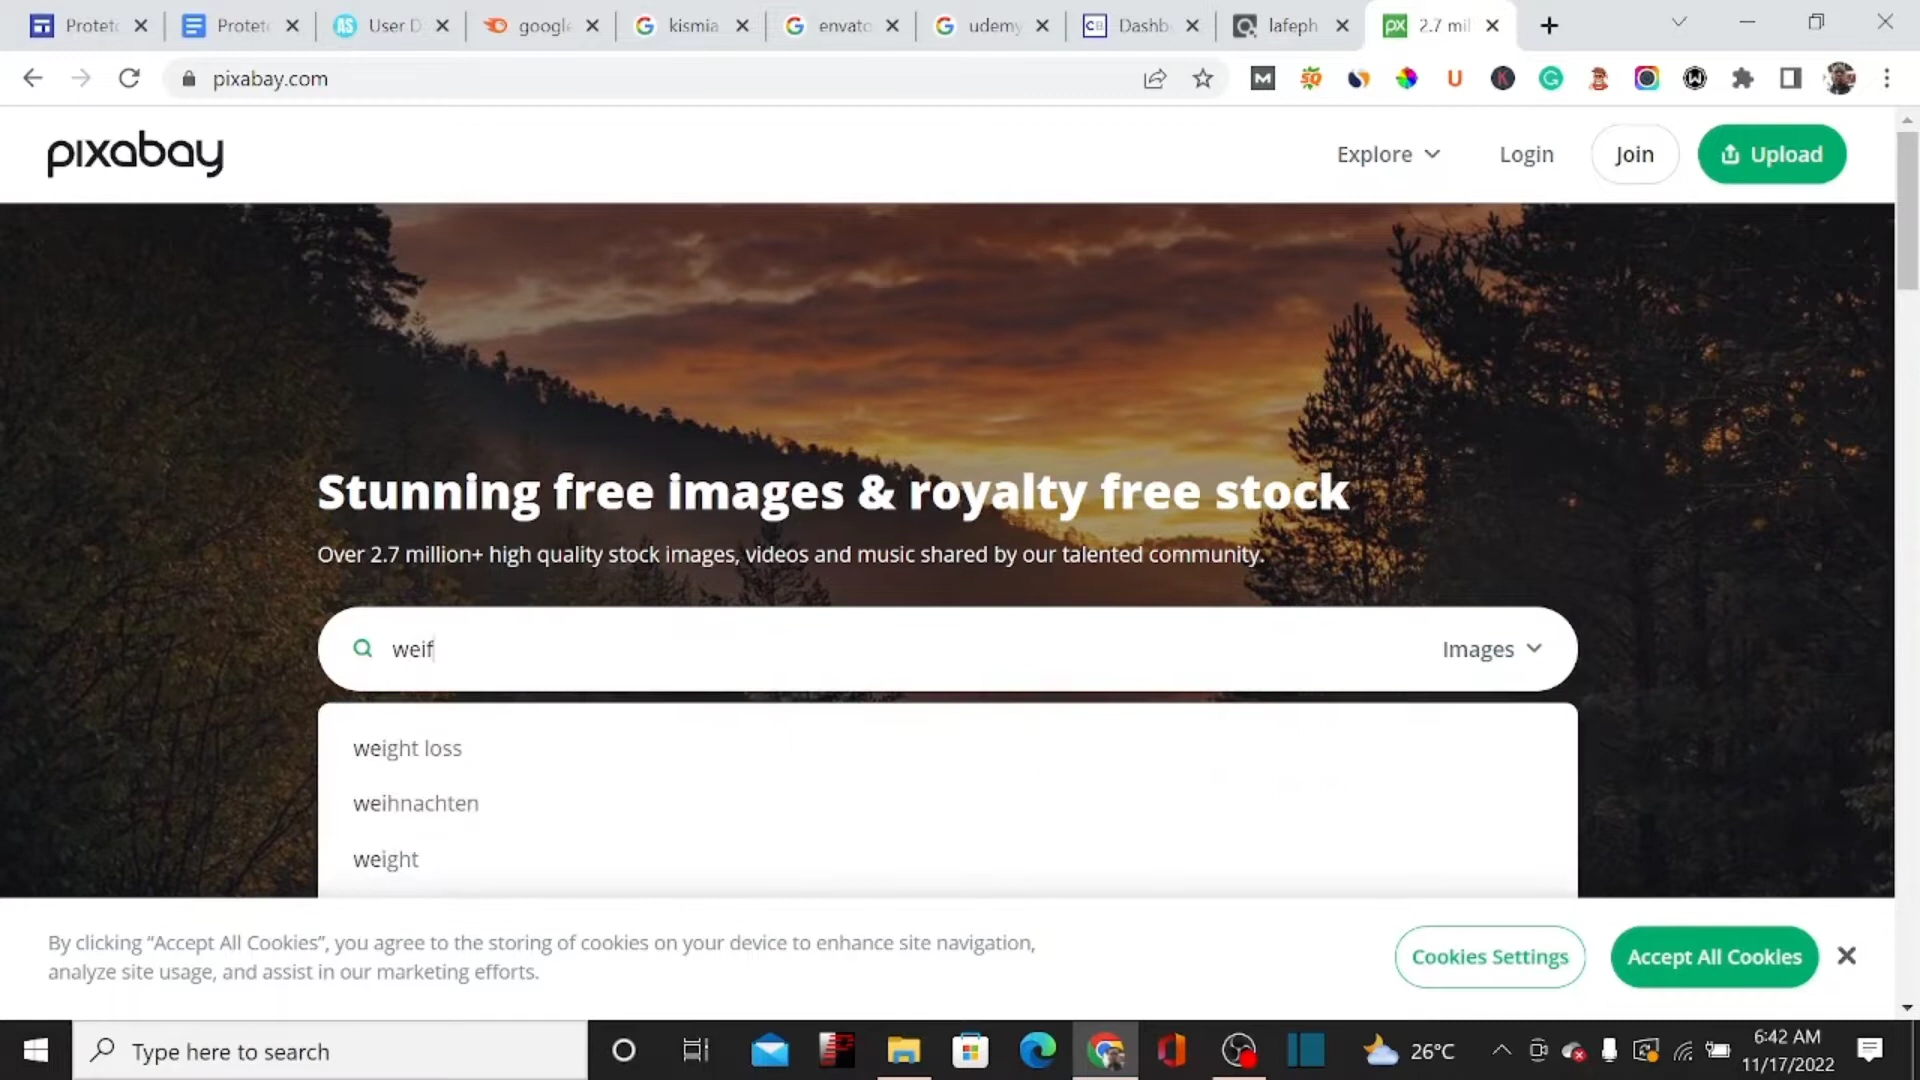 Protetc
Protetc
User D
google
kismia
envato
udemy
Dashb
lafeph
2.7 mil
pixabay.com
pixabay
Explore
Login
Join
Upload
Stunning free images & royalty free stock
Over 2.7 million+ high quality stock images, videos and music shared by our talented community.
weif
Images
weight loss
weihnachten
weight
By clicking “Accept All Cookies”, you agree to the storing of cookies on your device to enhance site navigation,
analyze site usage, and assist in our marketing efforts.
Cookies Settings
Accept All Cookies
Type here to search
26°C
6:42 AM
11/17/2022